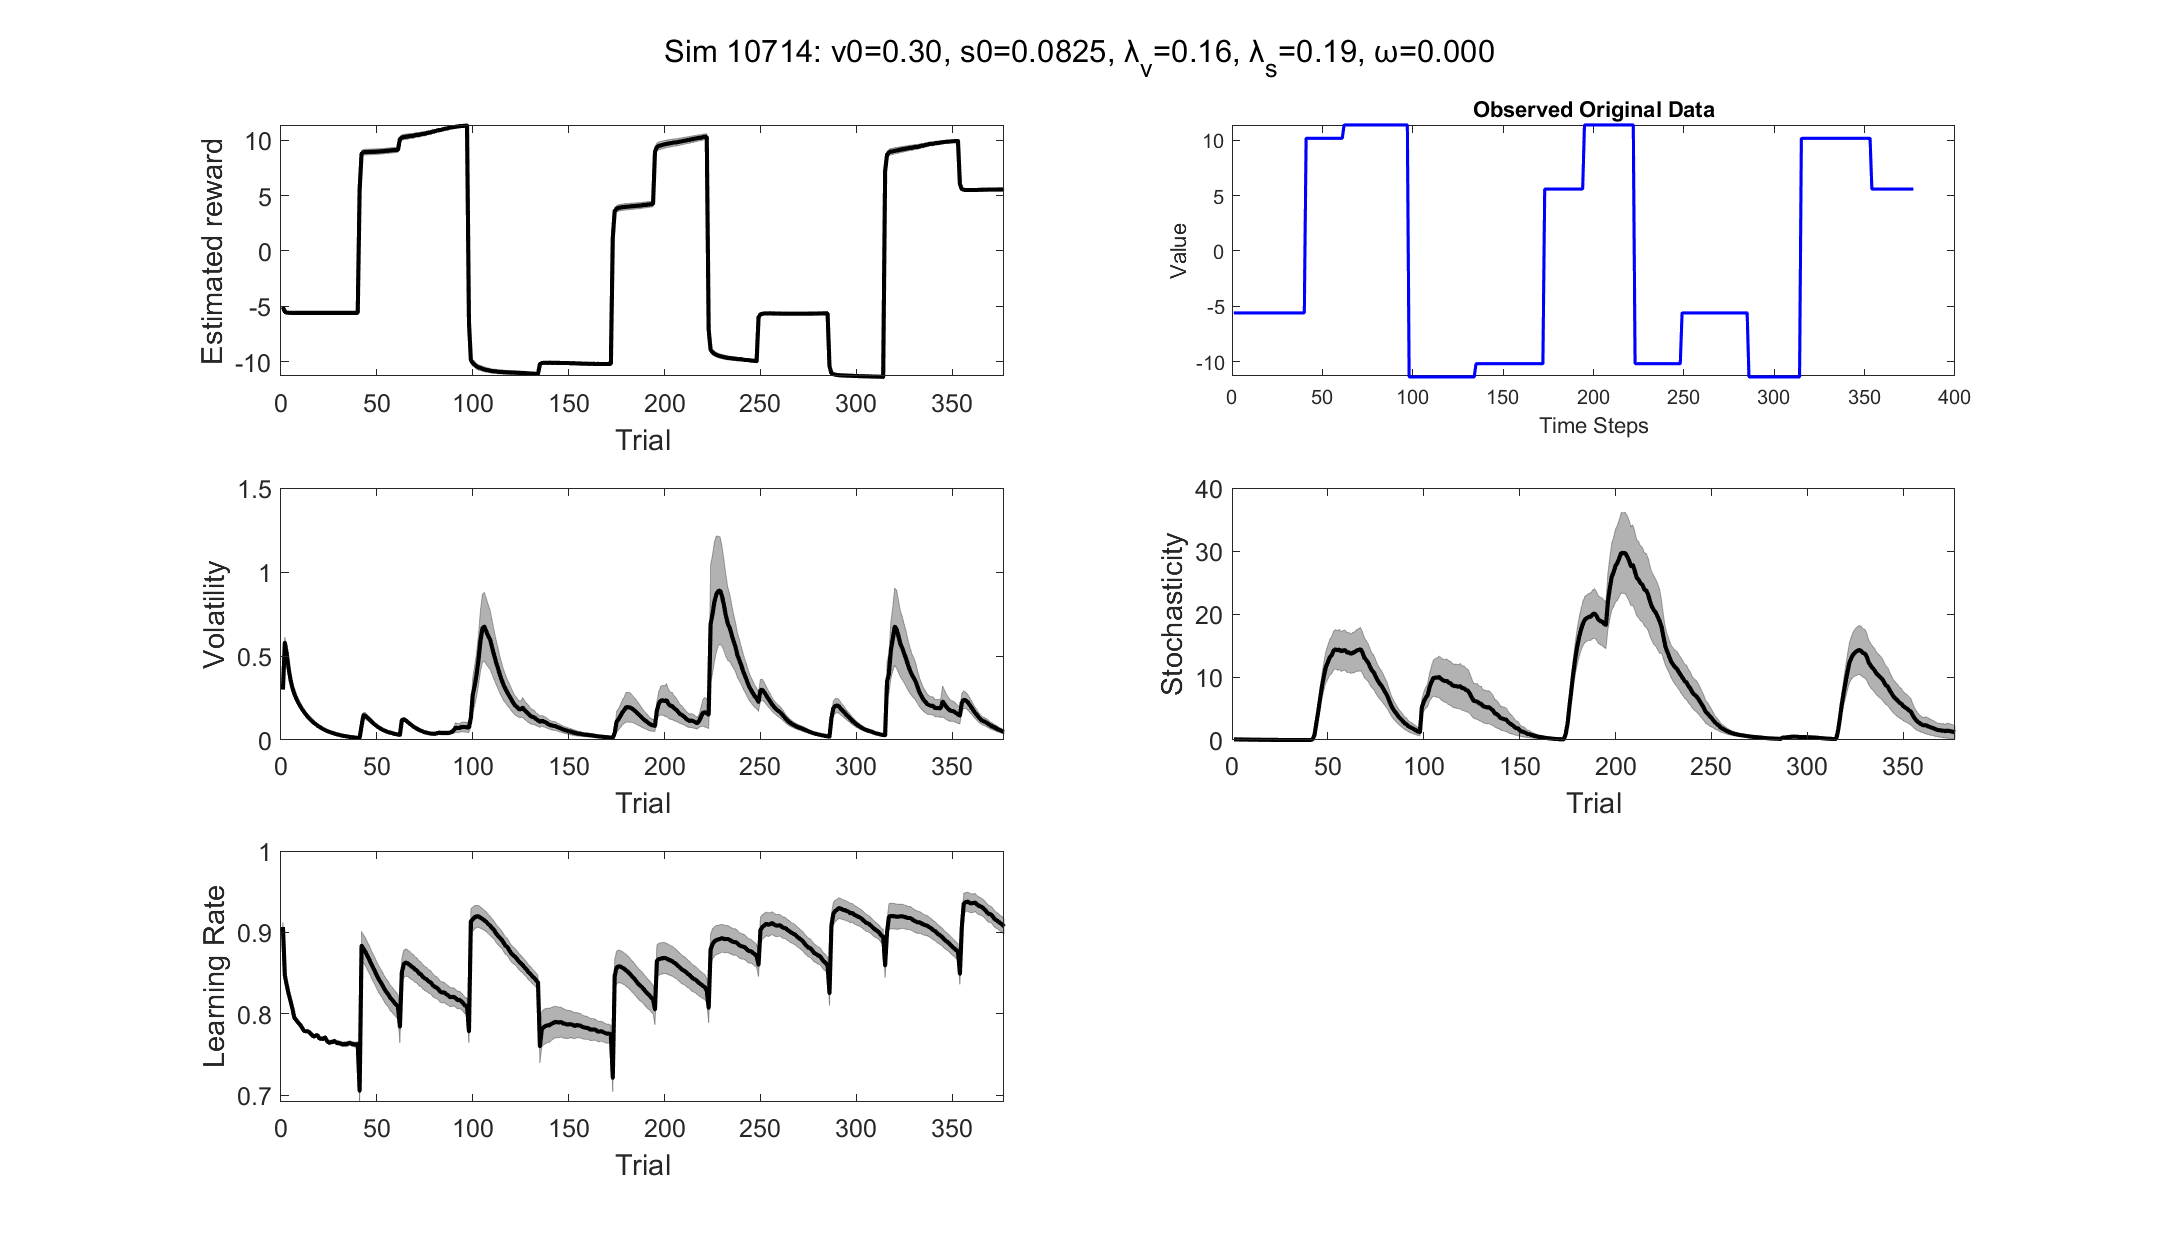 Sim 10714: v0=0.30, s0=0.0825, λ_v=0.16, λ_s=0.19, ω=0.000
Estimated reward
10
5
0
-5
-10
0 50 100 150 200 250 300 350
Trial
Observed Original Data
Value
10
5
0
-5
-10
0 50 100 150 200 250 300 350 400
Time Steps
Volatility
1.5
1
0.5
0
0 50 100 150 200 250 300 350
Trial
Stochasticity
40
30
20
10
0
0 50 100 150 200 250 300 350
Trial
Learning Rate
1
0.9
0.8
0.7
0 50 100 150 200 250 300 350
Trial